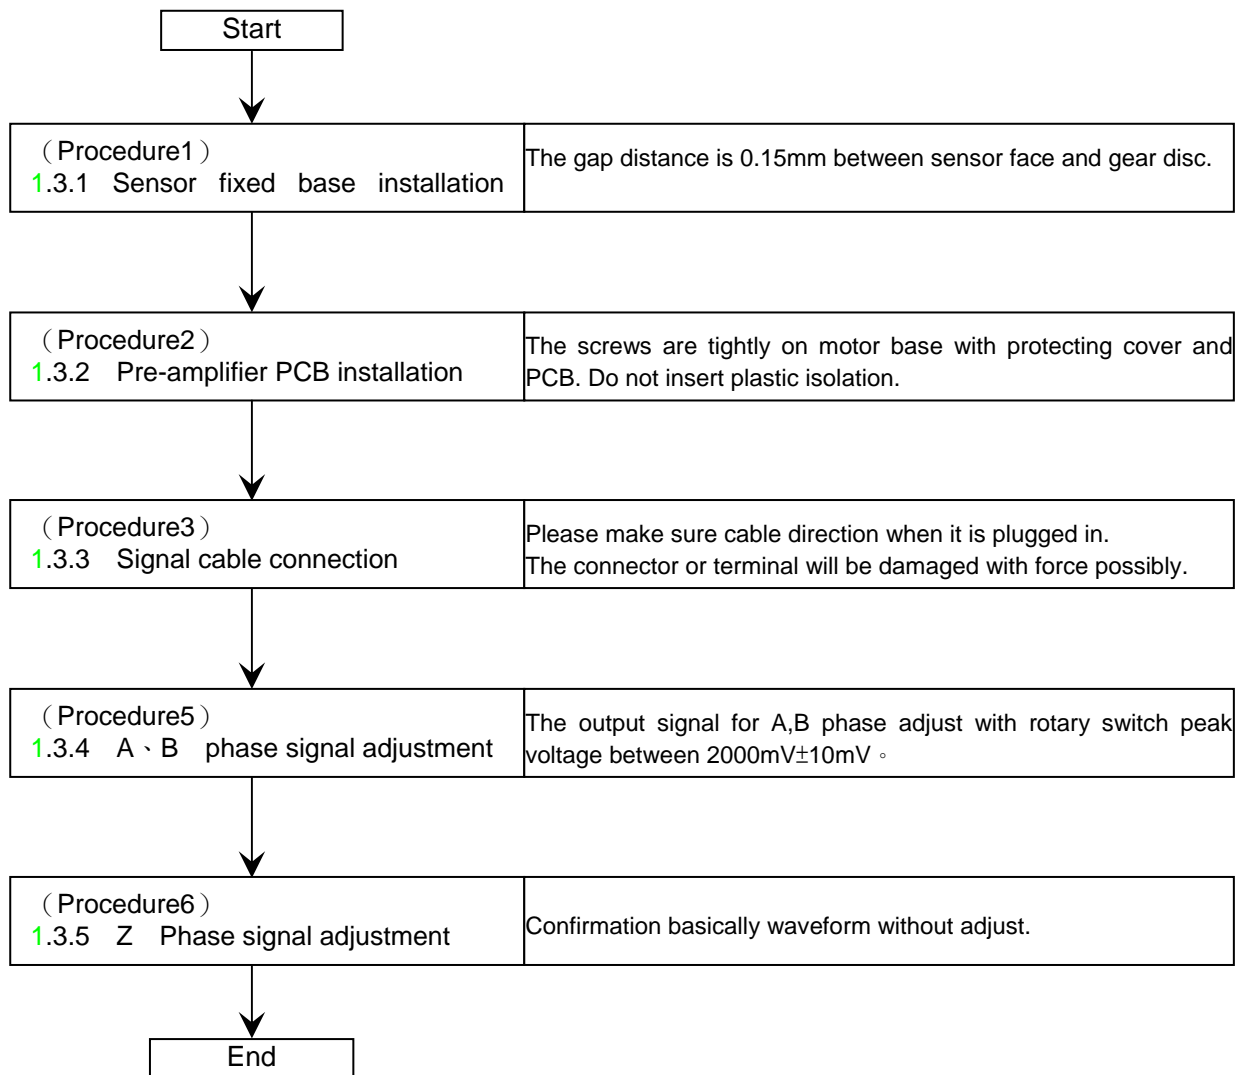 Start
（Procedure1）
1.3.1 Sensor fixed base installation
The gap distance is 0.15mm between sensor face and gear disc.
（Procedure2）
1.3.2 Pre-amplifier PCB installation
The screws are tightly on motor base with protecting cover and
PCB. Do not insert plastic isolation.
（Procedure3）
1.3.3 Signal cable connection
Please make sure cable direction when it is plugged in.
The connector or terminal will be damaged with force possibly.
（Procedure5）
1.3.4 A、B phase signal adjustment
The output signal for A,B phase adjust with rotary switch peak
voltage between 2000mV±10mV。
（Procedure6）
1.3.5 Z Phase signal adjustment
Confirmation basically waveform without adjust.
End